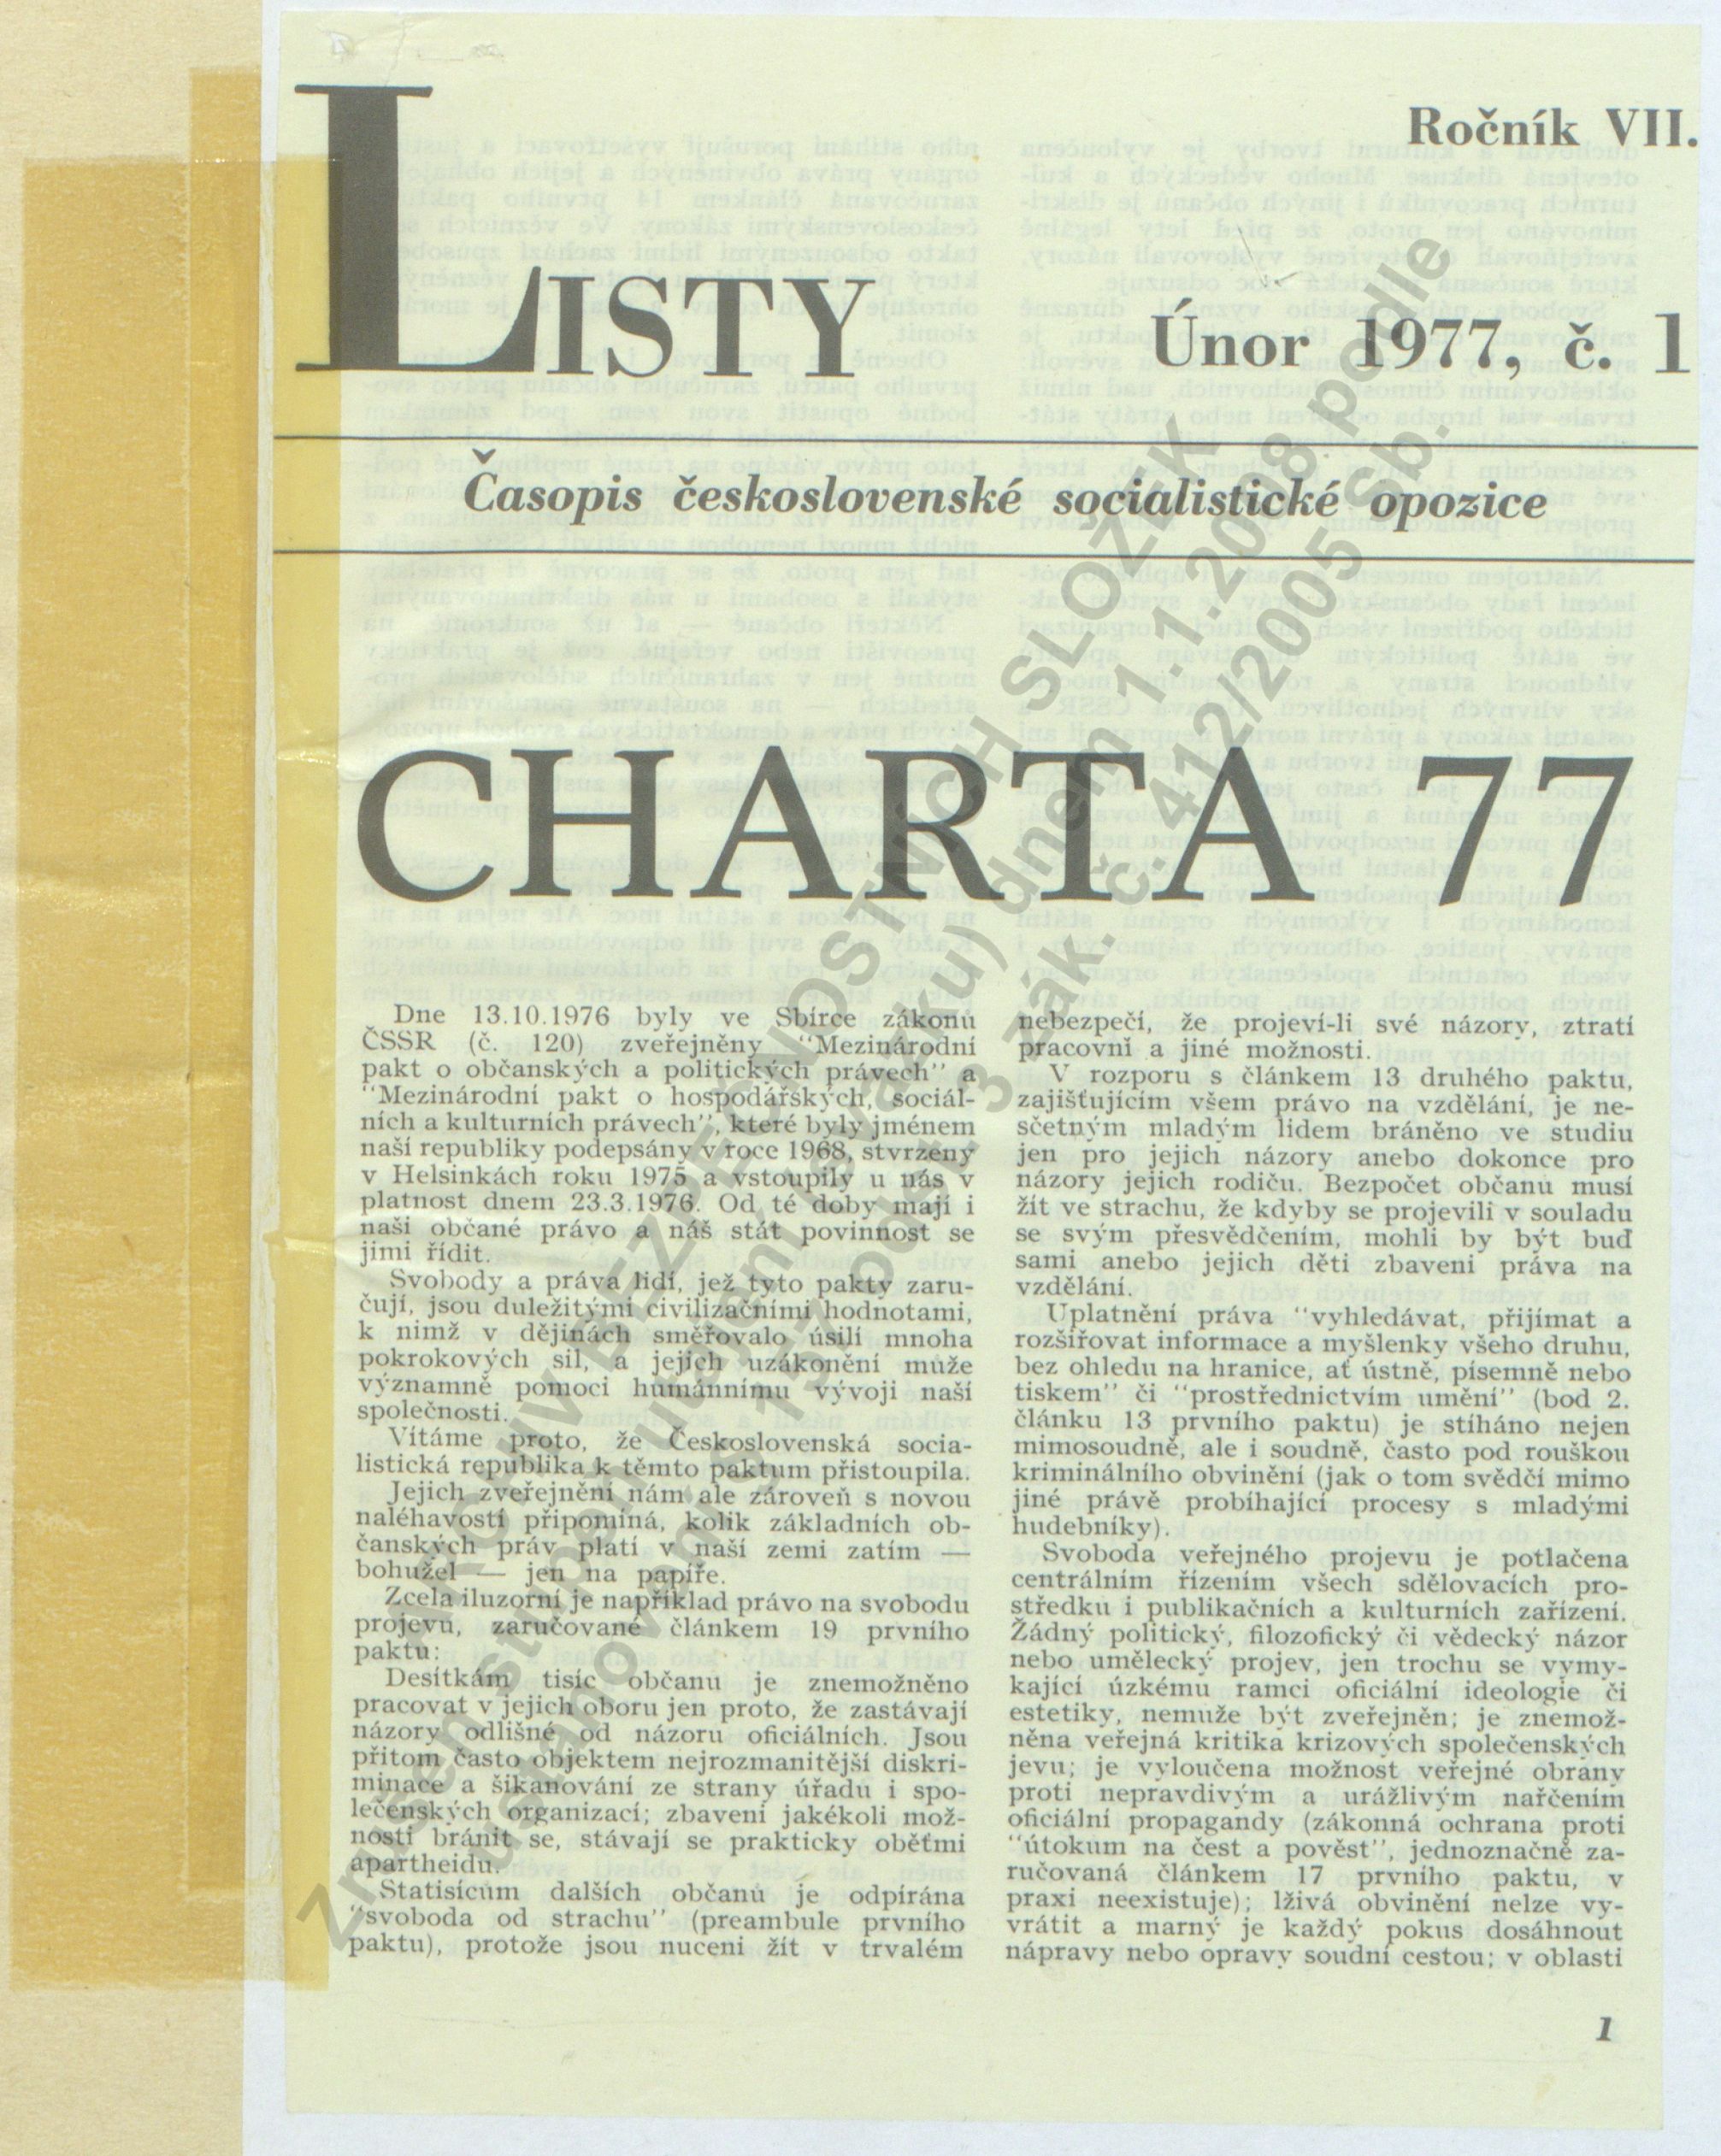 Ročník VII.
LISTY
Únor 1977, č. 1
Časopis československé socialistické opozice
CHARTA 77
Dne 13.10.1976 byly ve Sbírce zákonu
ČSSR (č. 120) zveřejněny “Mezinárodní
pakt o občanských a politických právech” a
“Mezinárodní pakt o hospodářských, sociál-
ních a kulturních právech”, které byly jménem
naší republiky podepsány v roce 1968, stvrzeny
v Helsinkách roku 1975 a vstoupily u nás v
platnost dnem 23.3.1976. Od té doby mají i
naši občané právo a náš stát povinnost se
jimi řídit.
Svobody a práva lidí, jež tyto pakty zaru-
čují, jsou duležitými civilizačními hodnotami,
k nimž v dějinách směřovalo úsilí mnoha
pokrokových sil, a jejich uzákonění muže
významně pomoci humánnímu vývoji naší
společnosti.
Vítáme proto, že Československá socia-
listická republika k těmto paktum přistoupila.
Jejich zveřejnění nám ale zároveň s novou
naléhavostí připomíná, kolik základních ob-
čanských práv platí v naší zemi zatím —
bohužel — jen na papíře.
Zcela iluzorní je například právo na svobodu
projevu, zaručované článkem 19 prvního
paktu:
Desítkám tisíc občanu je znemožněno
pracovat v jejich oboru jen proto, že zastávají
názory odlišné od názoru oficiálních. Jsou
přitom často objektem nejrozmanitější diskri-
minace a šikanování ze strany úřadu i spo-
lečenských organizací; zbaveni jakékoli mož-
nosti bránit se, stávají se prakticky oběťmi
apartheidu.
Statisícum dalších občanu je odpírána
“svoboda od strachu” (preambule prvního
paktu), protože jsou nuceni žít v trvalém
nebezpečí, že projeví-li své názory, ztratí
pracovní a jiné možnosti.
V rozporu s článkem 13 druhého paktu,
zajišťujícím všem právo na vzdělání, je ne-
sčetným mladým lidem bráněno ve studiu
jen pro jejich názory anebo dokonce pro
názory jejich rodiču. Bezpočet občanu musí
žít ve strachu, že kdyby se projevili v souladu
se svým přesvědčením, mohli by být buď
sami anebo jejich děti zbaveni práva na
vzdělání.
Uplatnění práva “vyhledávat, přijímat a
rozšiřovat informace a myšlenky všeho druhu,
bez ohledu na hranice, ať ústně, písemně nebo
tiskem” či “prostřednictvím umění” (bod 2.
článku 13 prvního paktu) je stíháno nejen
mimosoudně, ale i soudně, často pod rouškou
kriminálního obvinění (jak o tom svědčí mimo
jiné právě probíhající procesy s mladými
hudebníky).
Svoboda veřejného projevu je potlačena
centrálním řízením všech sdělovacích pro-
středku i publikačních a kulturních zařízení.
Žádný politický, filozofický či vědecký názor
nebo umělecký projev, jen trochu se vymy-
kající úzkému ramci oficiální ideologie či
estetiky, nemuže být zveřejněn; je znemož-
něna veřejná kritika krizových společenských
jevu; je vyloučena možnost veřejné obrany
proti nepravdivým a urážlivým nařčením
oficiální propagandy (zákonná ochrana proti
“útokum na čest a pověst”, jednoznačně za-
ručovaná článkem 17 prvního paktu, v
praxi neexistuje); lživá obvinění nelze vy-
vrátit a marný je každý pokus dosáhnout
nápravy nebo opravy soudní cestou; v oblasti
1